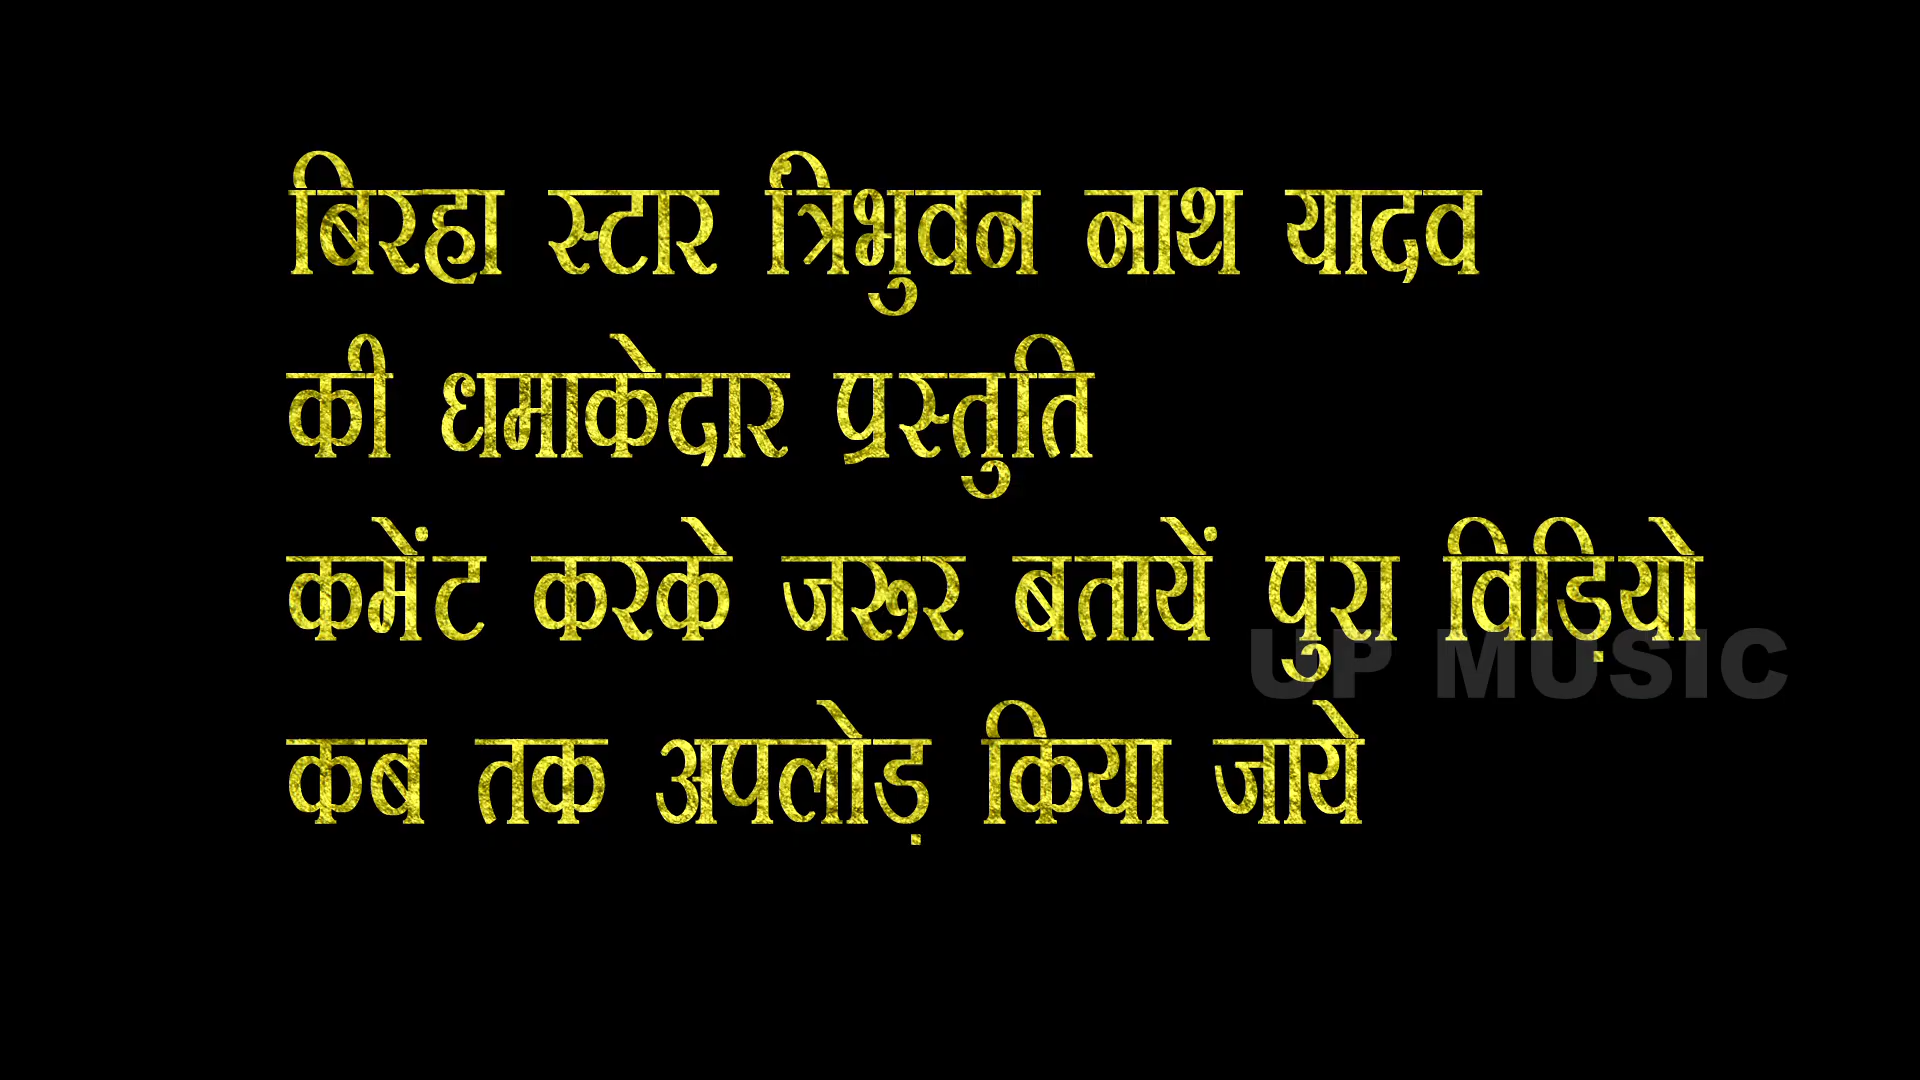 बिरहा स्टार त्रिभुवन नाथ यादव
की धमाकेदार प्रस्तुति
कमेंट करके जरूर बतायें पुरा विड़ियो
UP MUSIC
कब तक अपलोड़ किया जाये